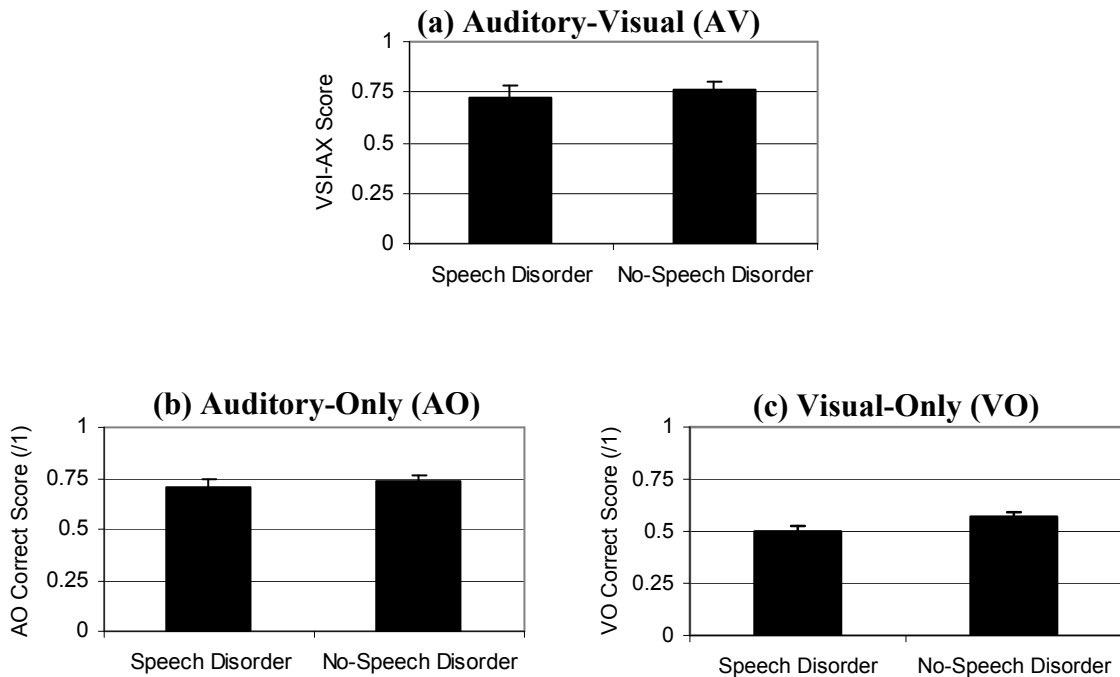 (a) Auditory-Visual (AV)
VSI-AX Score
1
0.75
0.5
0.25
0
Speech Disorder No-Speech Disorder
(b) Auditory-Only (AO)
AO Correct Score (/1)
1
0.75
0.5
0.25
0
Speech Disorder No-Speech Disorder
(c) Visual-Only (VO)
VO Correct Score (/1)
1
0.75
0.5
0.25
0
Speech Disorder No-Speech Disorder